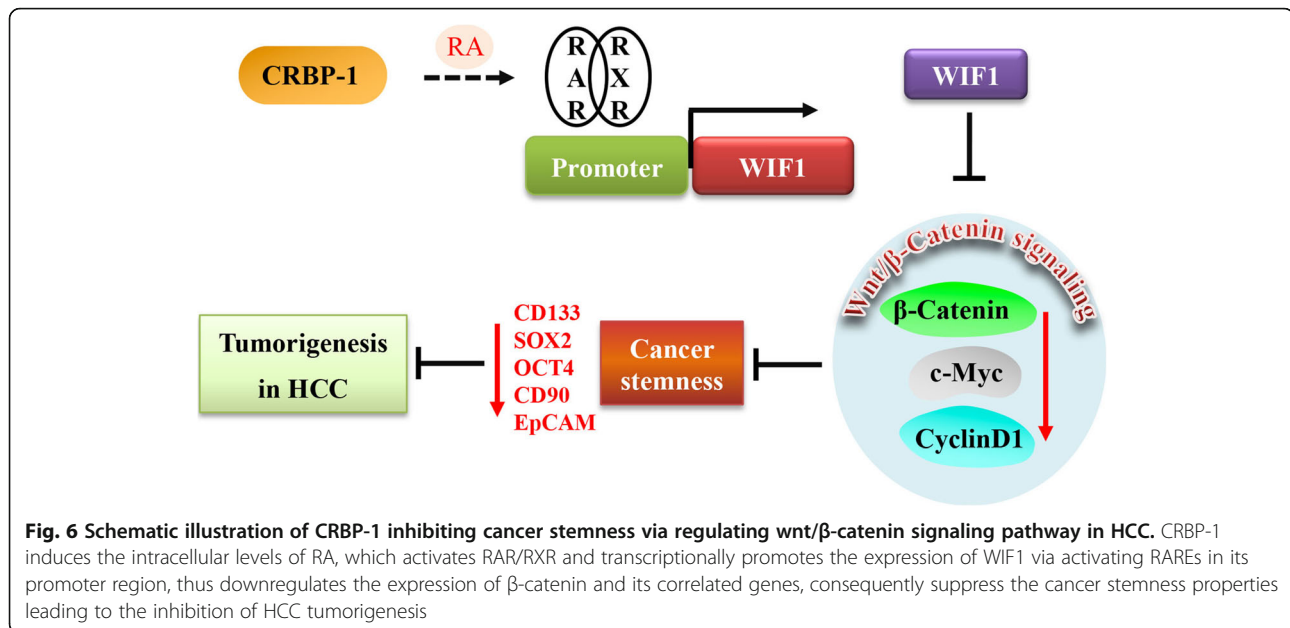 CRBP-1
RA
R R
A X
R R
Promoter
WIF1
WIF1
Wnt/β-Catenin signaling
β-Catenin
c-Myc
CyclinD1
Cancer
stemness
CD133
SOX2
OCT4
CD90
EpCAM
Tumorigenesis
in HCC
Fig. 6 Schematic illustration of CRBP-1 inhibiting cancer stemness via regulating wnt/β-catenin signaling pathway in HCC. CRBP-1
induces the intracellular levels of RA, which activates RAR/RXR and transcriptionally promotes the expression of WIF1 via activating RAREs in its
promoter region, thus downregulates the expression of β-catenin and its correlated genes, consequently suppress the cancer stemness properties
leading to the inhibition of HCC tumorigenesis